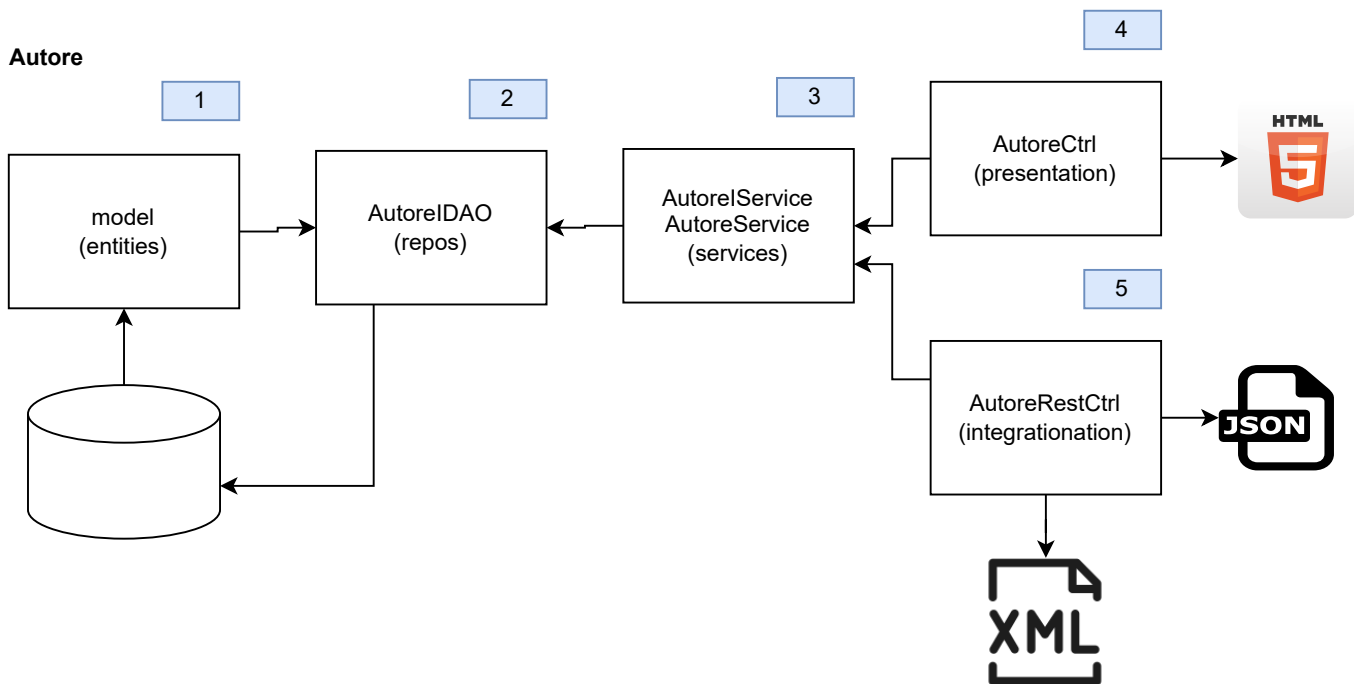 Autore
1
2
3
4
5
model
(entities)
AutoreIDAO
(repos)
AutoreIService
AutoreService
(services)
AutoreCtrl
(presentation)
HTML
5
AutoreRestCtrl
(integrationation)
JSON
XML